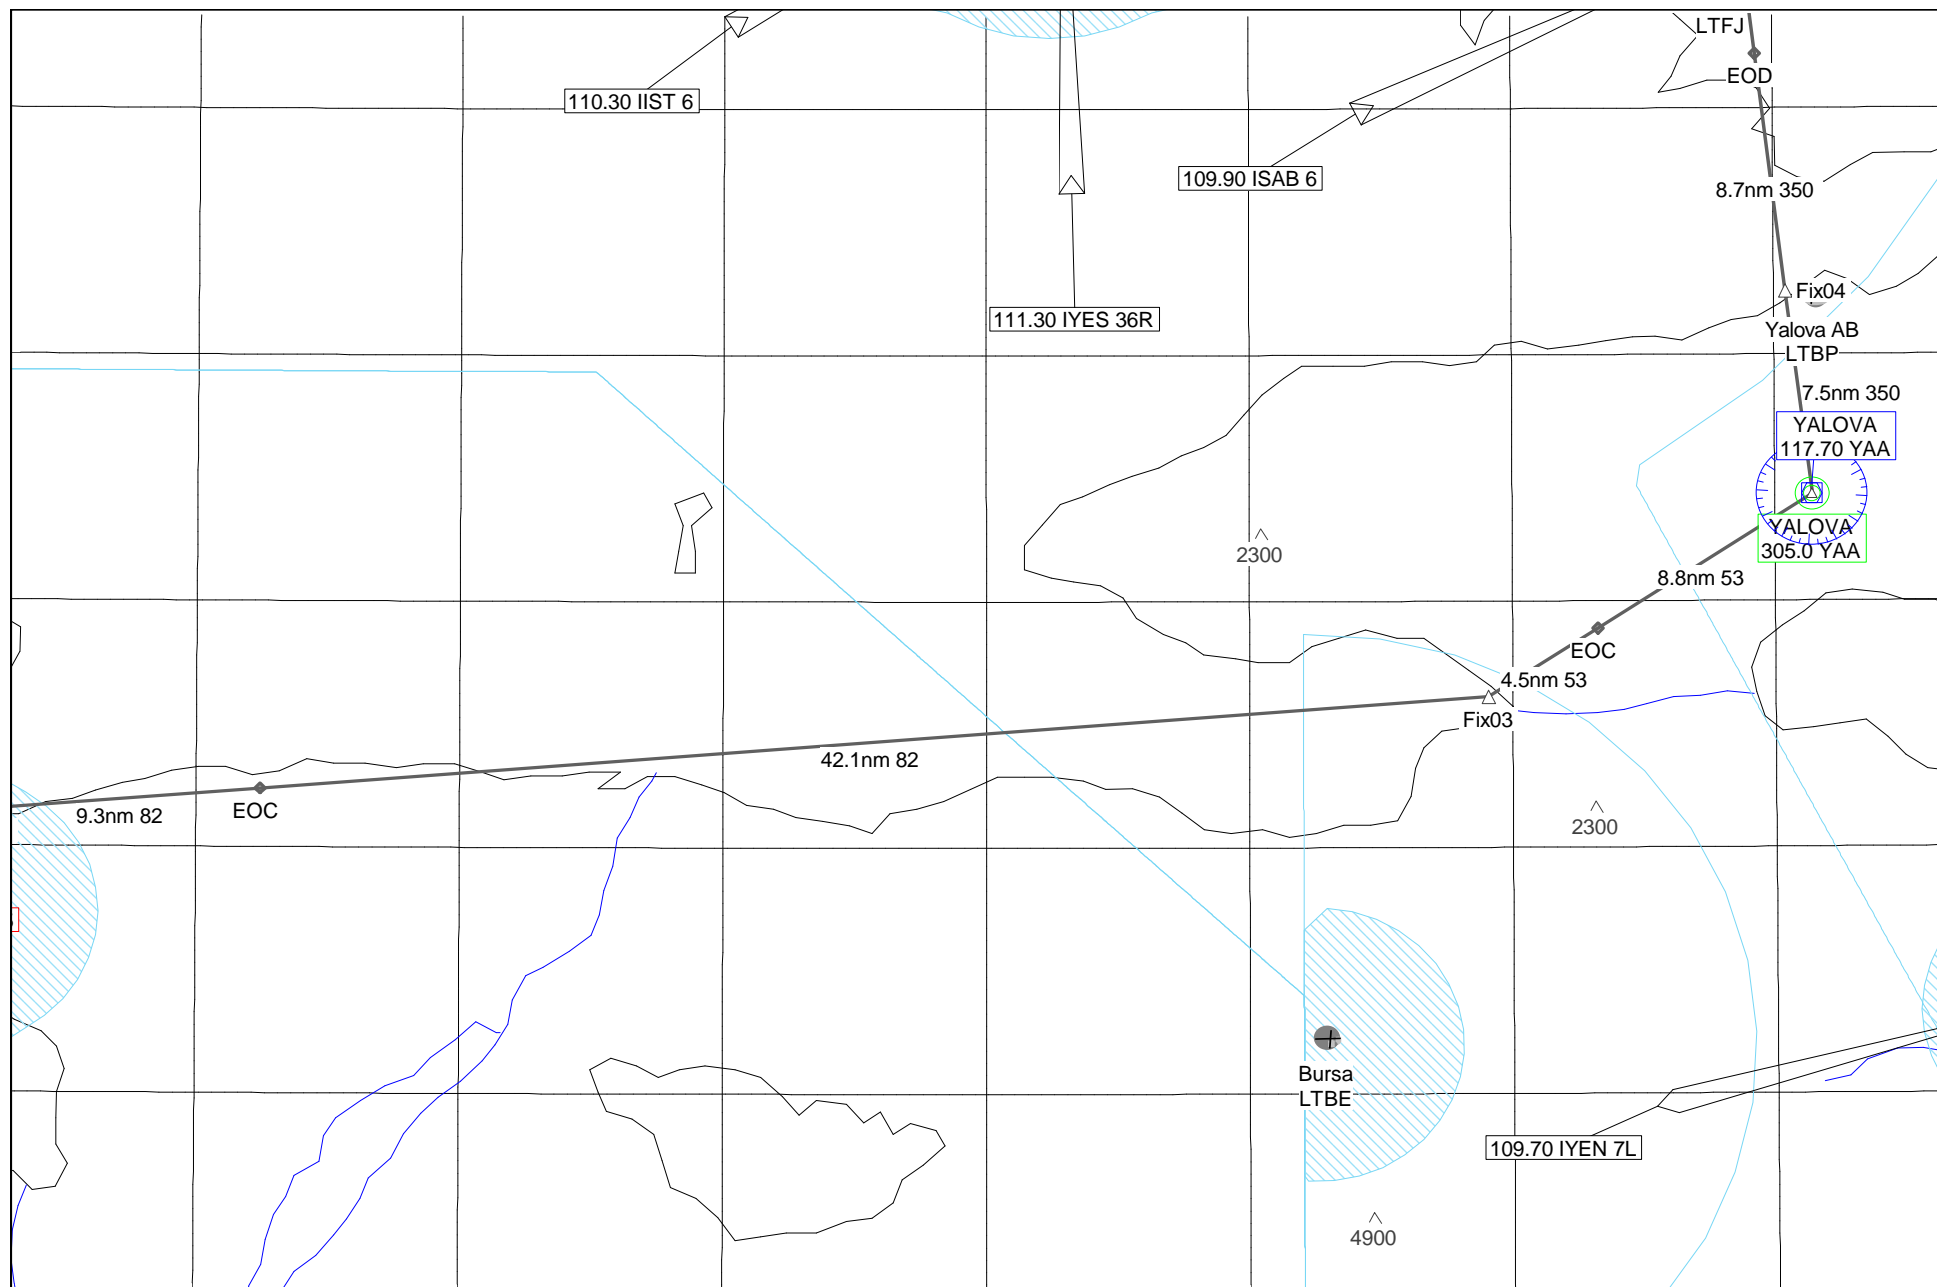 LTFJ
EOD
110.30 IIST 6
109.90 ISAB 6
8.7nm 350
Fix04
111.30 IYES 36R
Yalova AB
LTBP
7.5nm 350
YALOVA
117.70 YAA
YALOVA
305.0 YAA
2300
8.8nm 53
EOC
4.5nm 53
Fix03
42.1nm 82
EOC
9.3nm 82
2300
Bursa
LTBE
109.70 IYEN 7L
4900